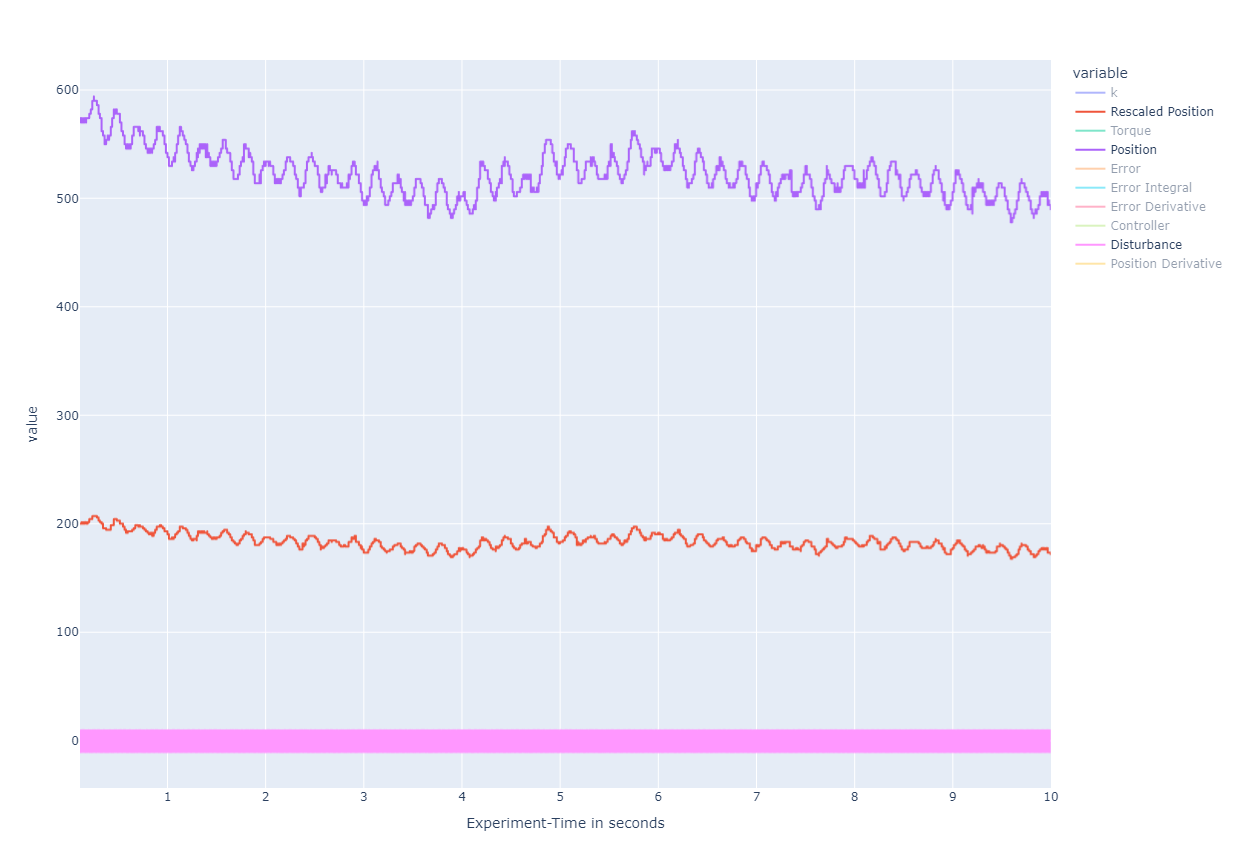 variable
k
Rescaled Position
Torque
Position
Error
Error Integral
Error Derivative
Controller
Disturbance
Position Derivative
value
600
500
400
300
200
100
0
1 2 3 4 5 6 7 8 9 10
Experiment-Time in seconds